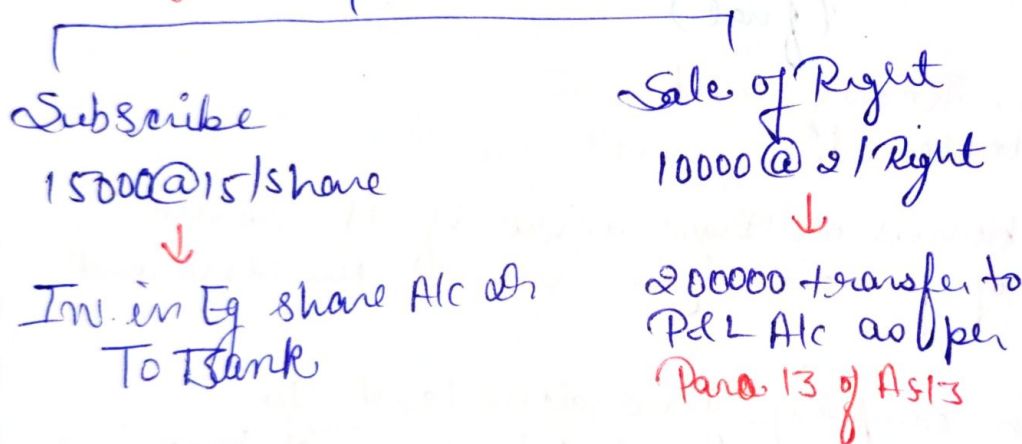 Subscribe
15000@15/share
↓
Inv. in Eq share A/c dr
To Bank
Sale of Right
10000@2/Right
↓
200000 transfer to
P&L A/c as per
Para 13 of AS13